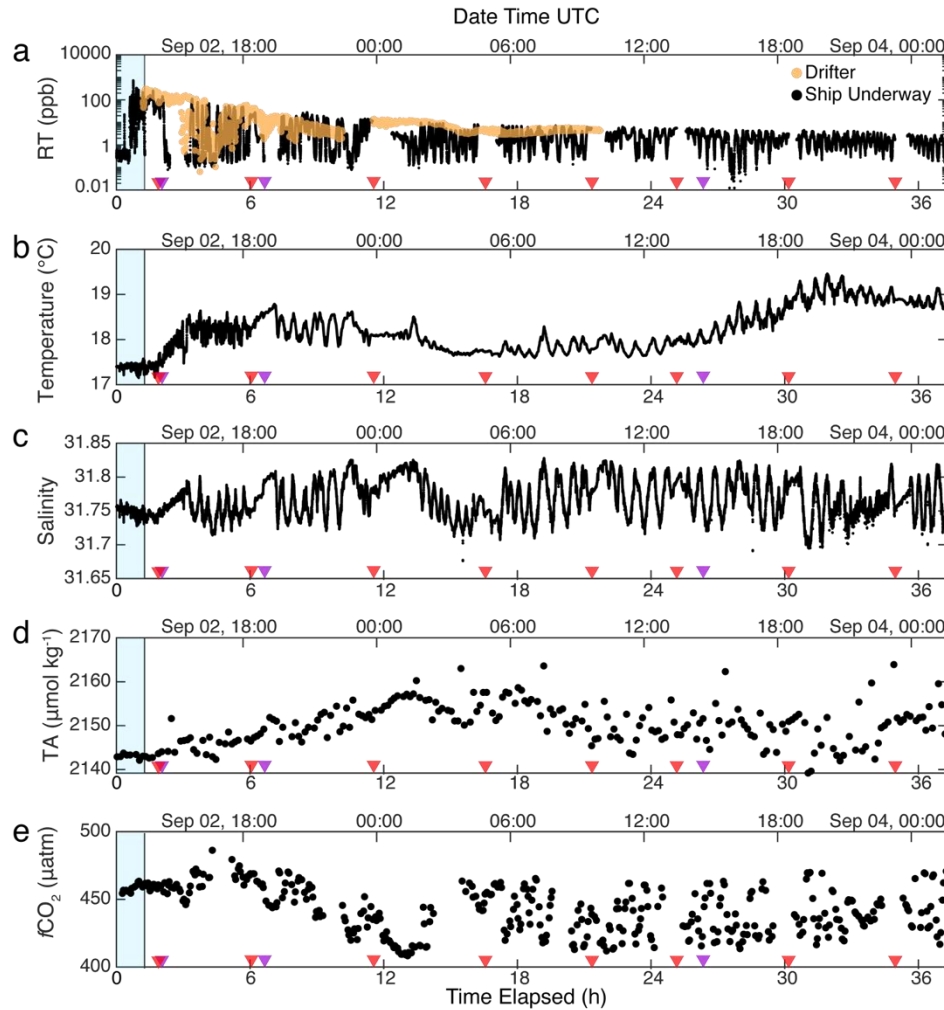 Date Time UTC
a
Sep 02, 18:00 00:00 06:00 12:00 18:00 Sep 04, 00:00
RT (ppb)
10000
100
1
0.01
Drifter
Ship Underway
0 6 12 18 24 30 36
b
Sep 02, 18:00 00:00 06:00 12:00 18:00 Sep 04, 00:00
Temperature (°C)
20
19
18
17
0 6 12 18 24 30 36
c
Sep 02, 18:00 00:00 06:00 12:00 18:00 Sep 04, 00:00
Salinity
31.85
31.8
31.75
31.7
31.65
0 6 12 18 24 30 36
d
Sep 02, 18:00 00:00 06:00 12:00 18:00 Sep 04, 00:00
TA (µmol kg⁻¹)
2170
2160
2150
2140
0 6 12 18 24 30 36
e
Sep 02, 18:00 00:00 06:00 12:00 18:00 Sep 04, 00:00
fCO₂ (µatm)
500
450
400
0 6 12 18 24 30 36
Time Elapsed (h)